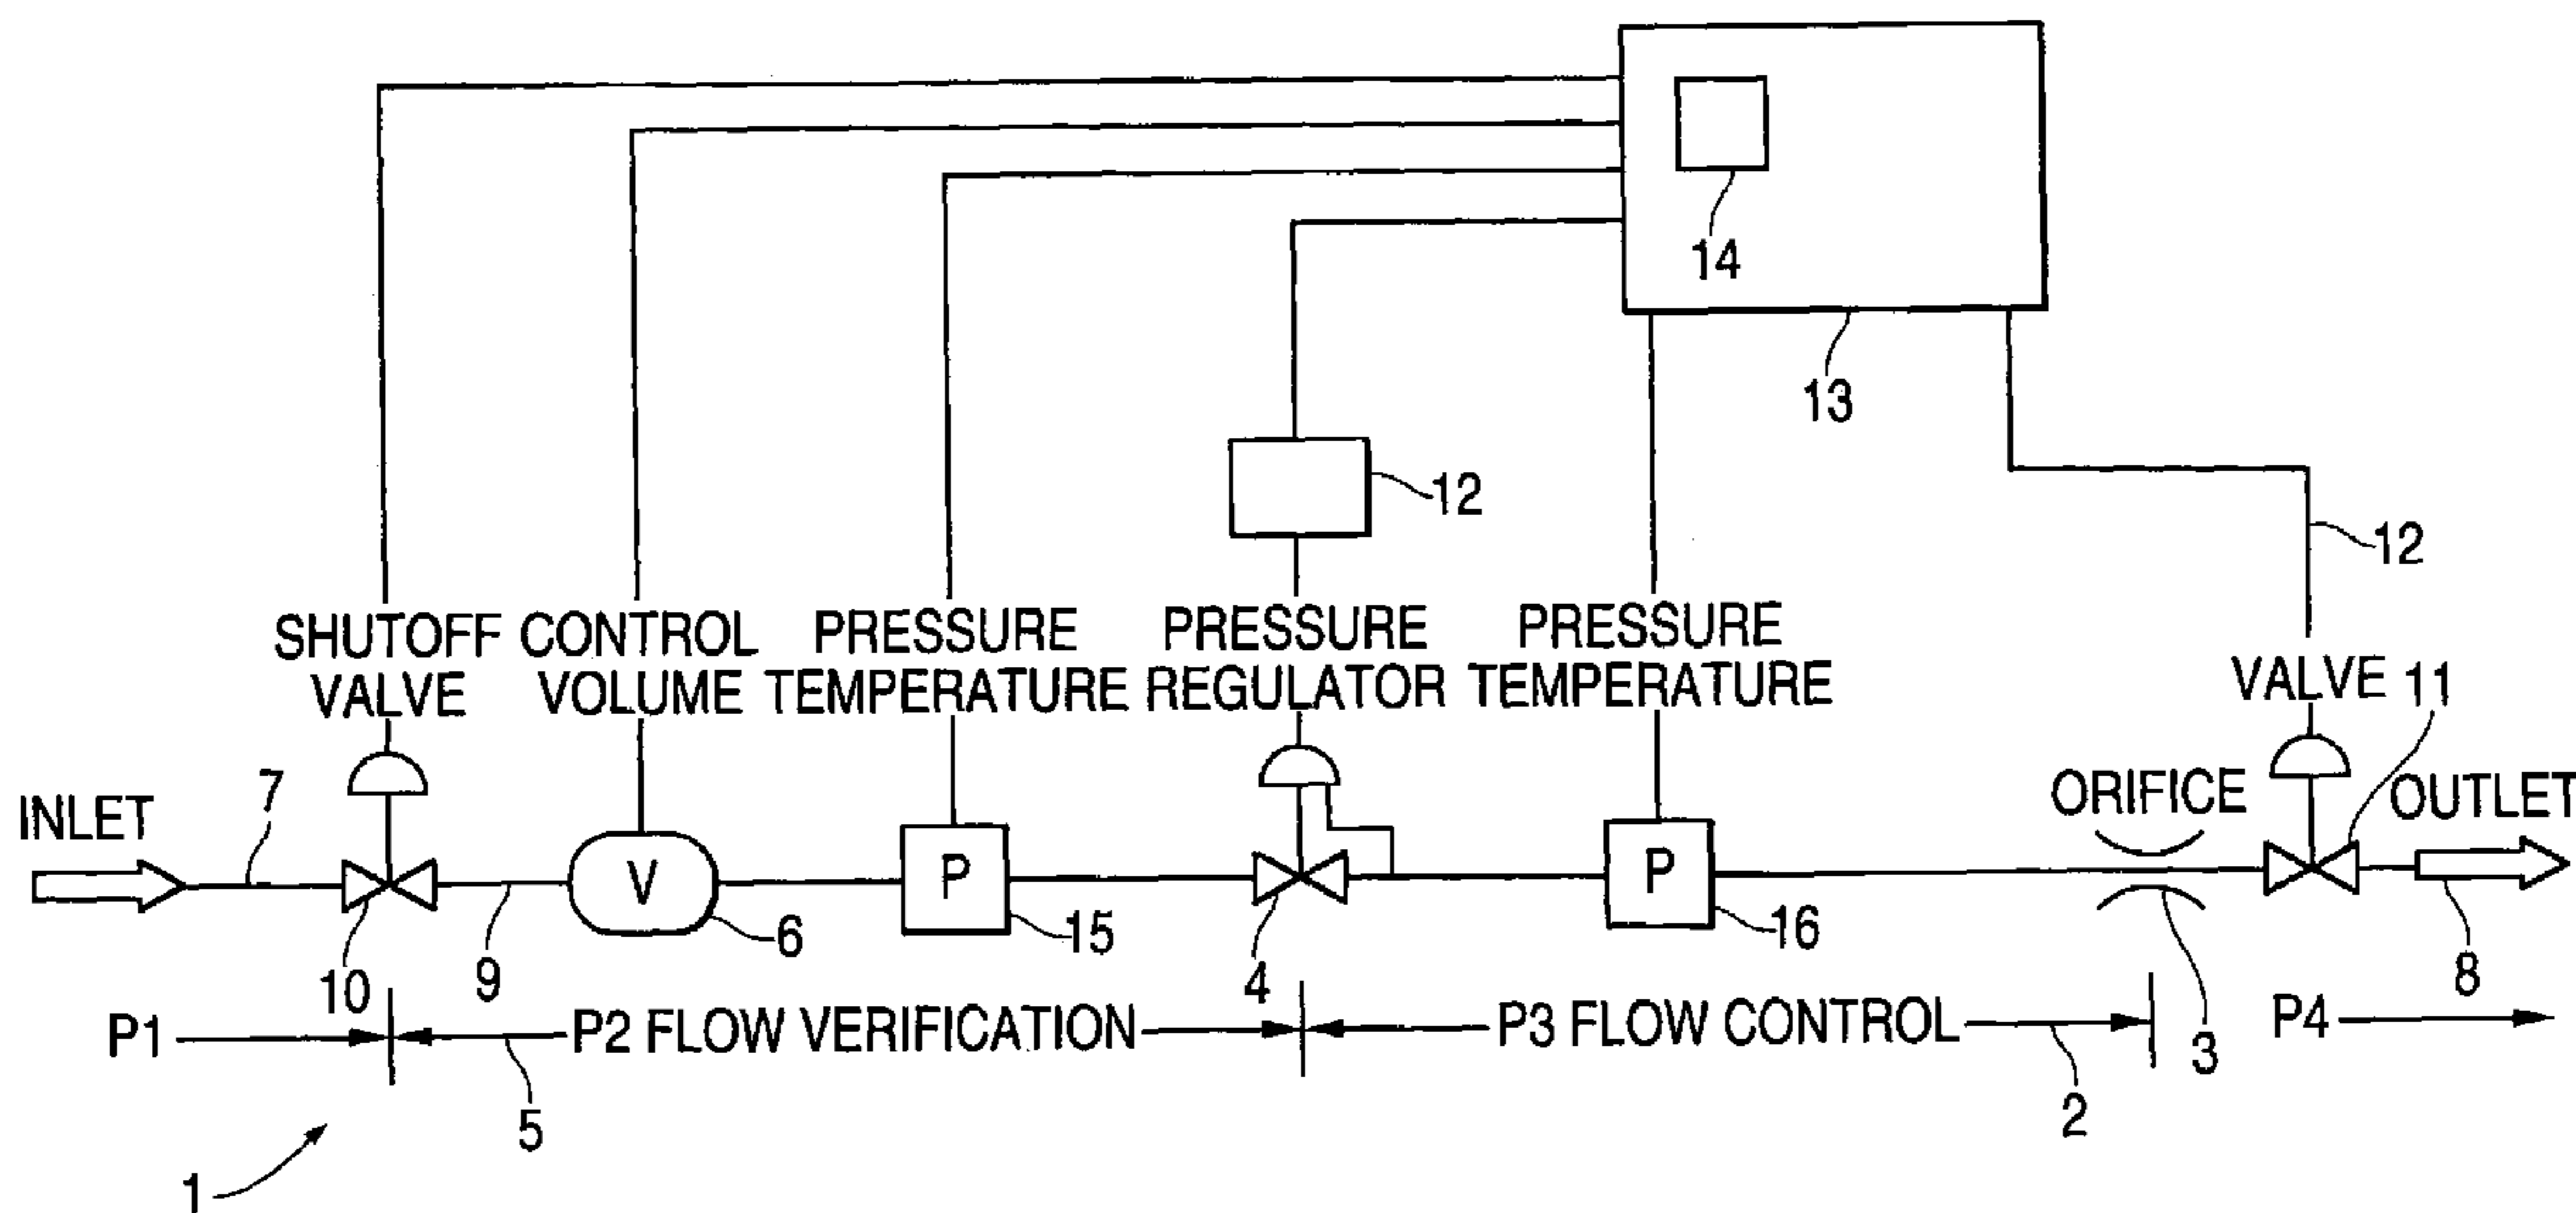 14
13
12
12
SHUTOFF VALVE
CONTROL VOLUME
PRESSURE TEMPERATURE
PRESSURE REGULATOR
PRESSURE TEMPERATURE
VALVE 11
INLET
7
ORIFICE
OUTLET
V
P
P
10
9
6
15
4
16
3
8
P1
P2 FLOW VERIFICATION
P3 FLOW CONTROL
P4
5
2
1